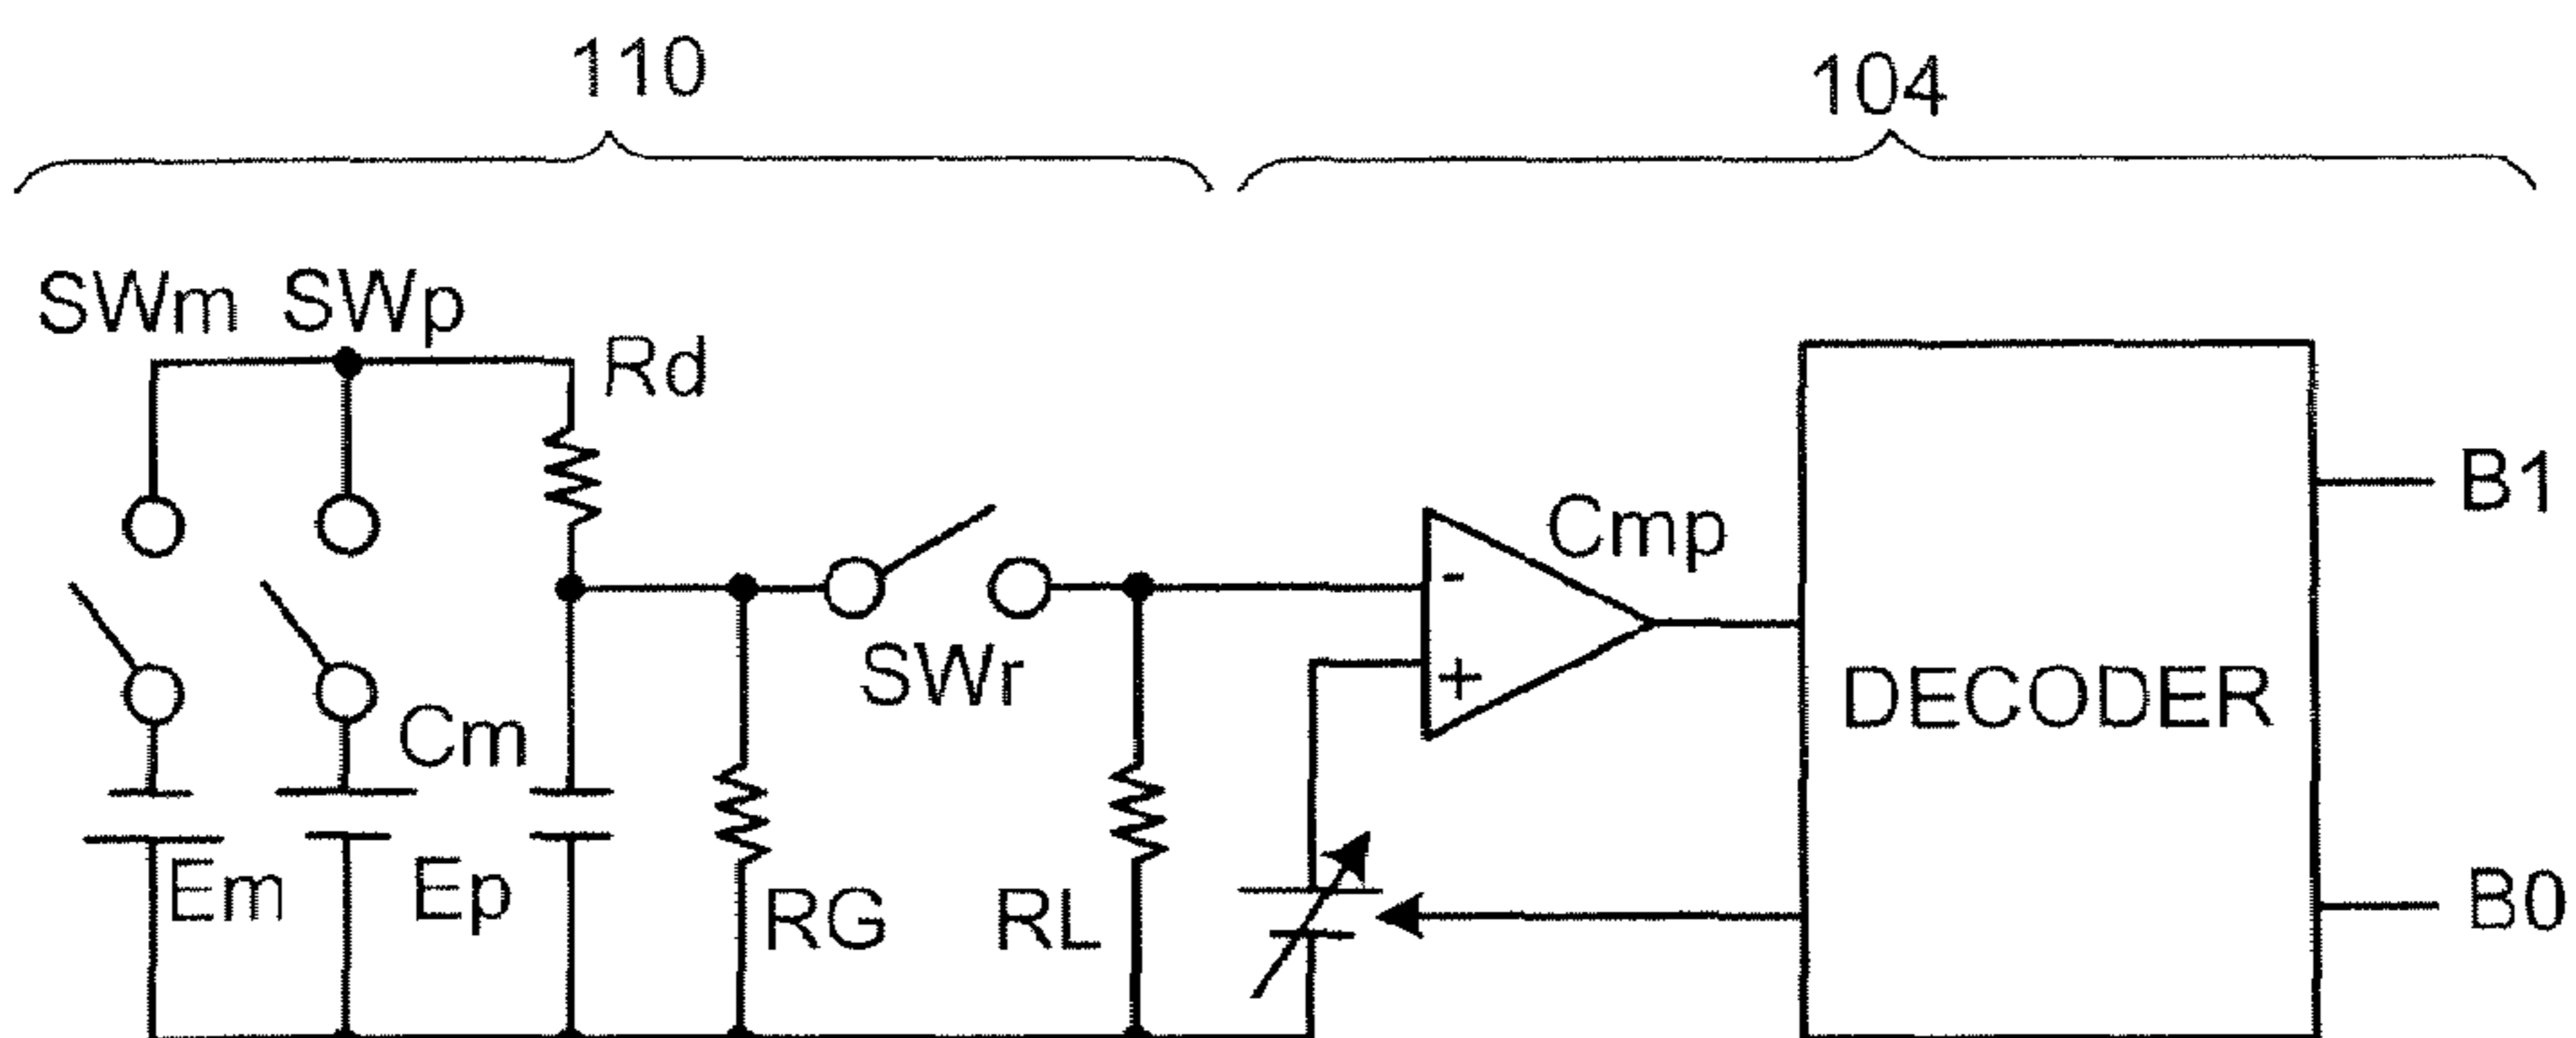 110
104
SWm
SWp
Rd
Cm
Em
Ep
RG
SWr
RL
-
+
Cmp
DECODER
B1
B0